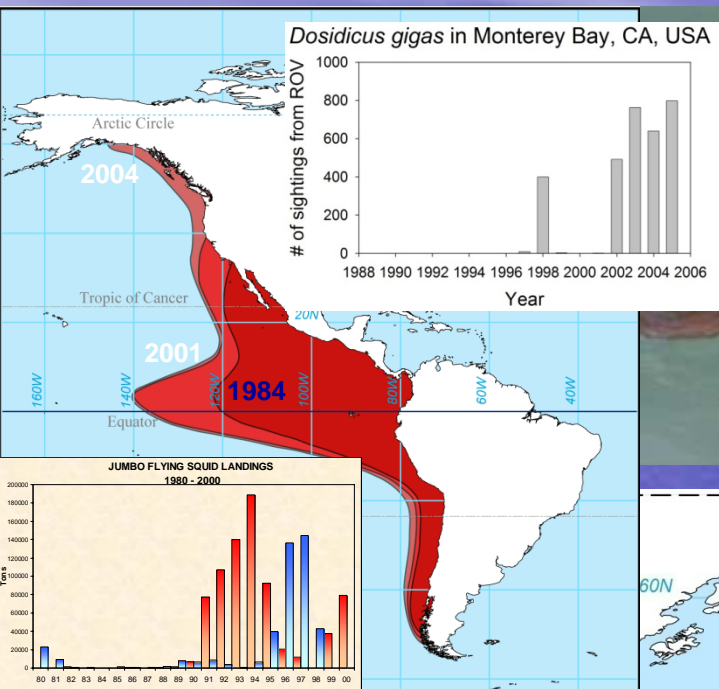 Dosidicus gigas in Monterey Bay, CA, USA
# of sightings from ROV
1000
800
600
400
200
0
1988 1990 1992 1994 1996 1998 2000 2002 2004 2006
Year
Arctic Circle
2004
Tropic of Cancer
20N
2001
1984
160W 140W 120W 100W 80W 60W 40W
Equator
60N
JUMBO FLYING SQUID LANDINGS
1980 - 2000
Tons
200000
180000
160000
140000
120000
100000
80000
60000
40000
20000
0
80 81 82 83 84 85 86 87 88 89 90 91 92 93 94 95 96 97 98 99 00